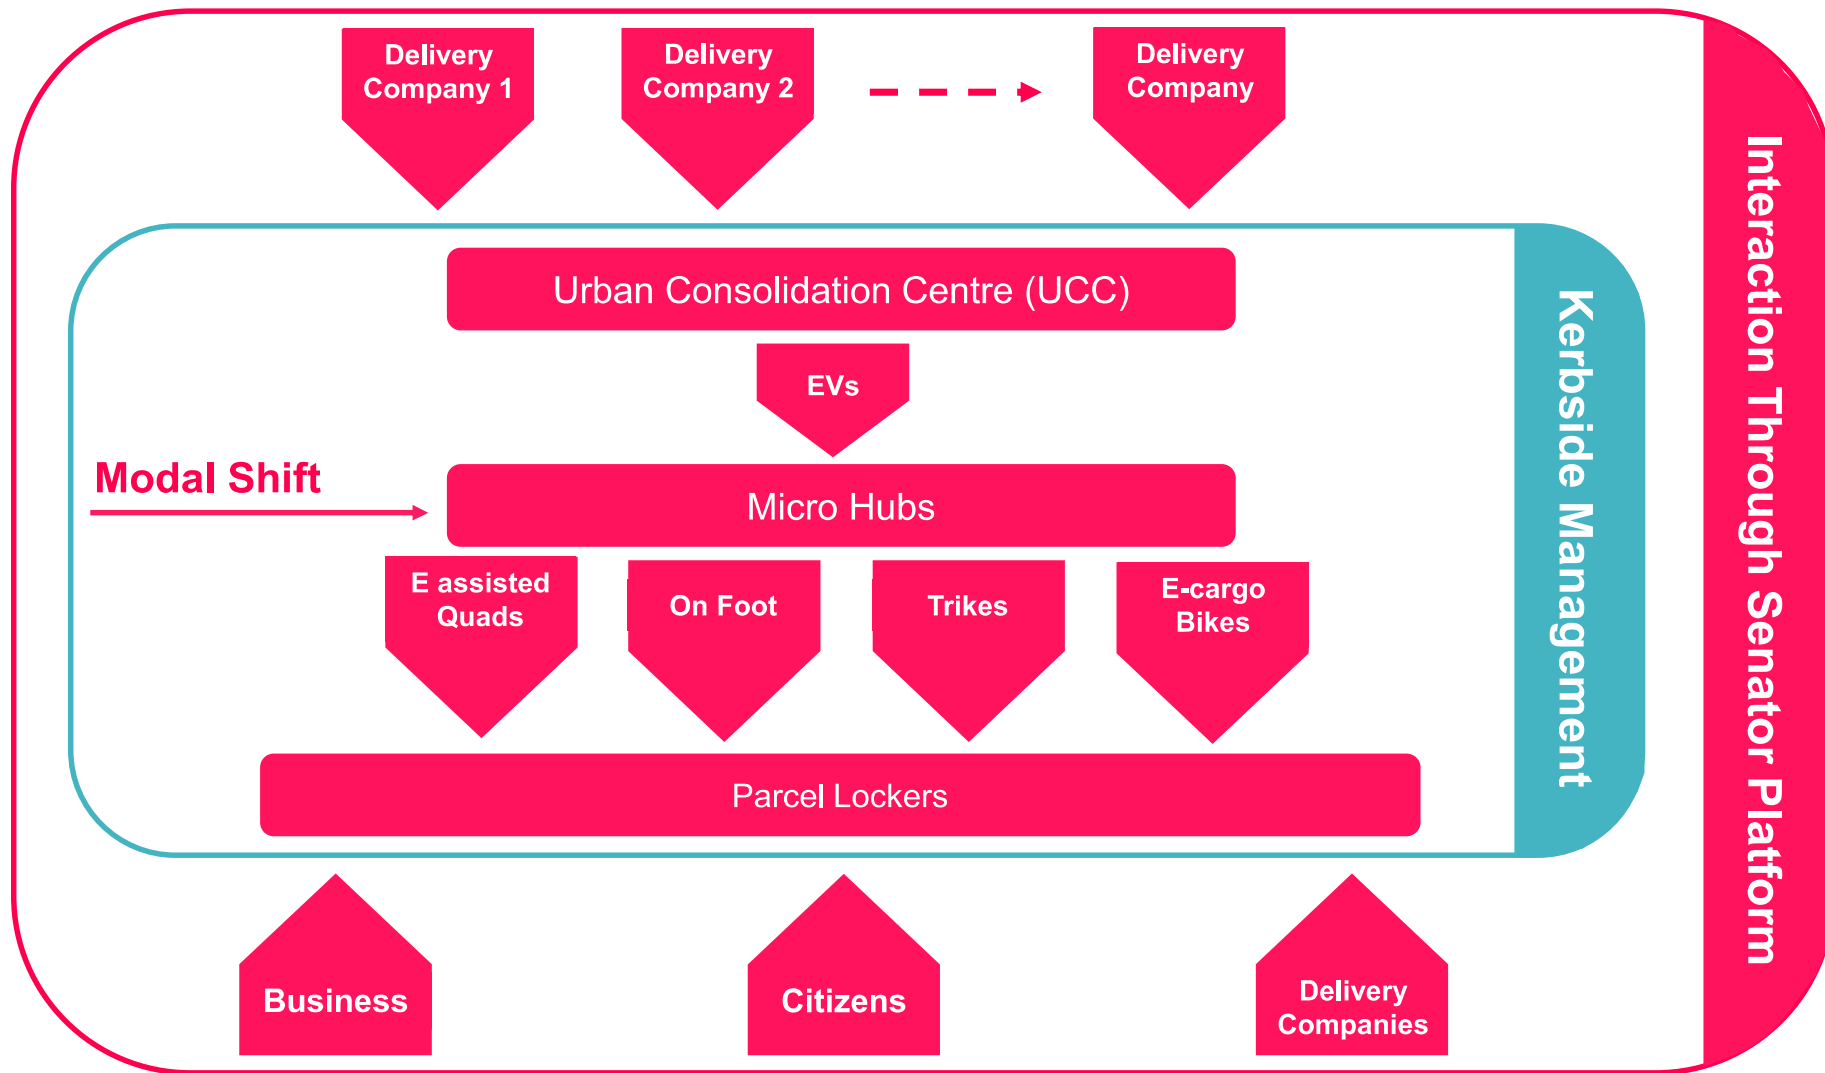 Delivery
Company 1
Delivery
Company 2
Delivery
Company
Urban Consolidation Centre (UCC)
EVs
Modal Shift
Micro Hubs
E assisted
Quads
On Foot
Trikes
E-cargo
Bikes
Parcel Lockers
Kerbside Management
Interaction Through Senator Platform
Business
Citizens
Delivery
Companies